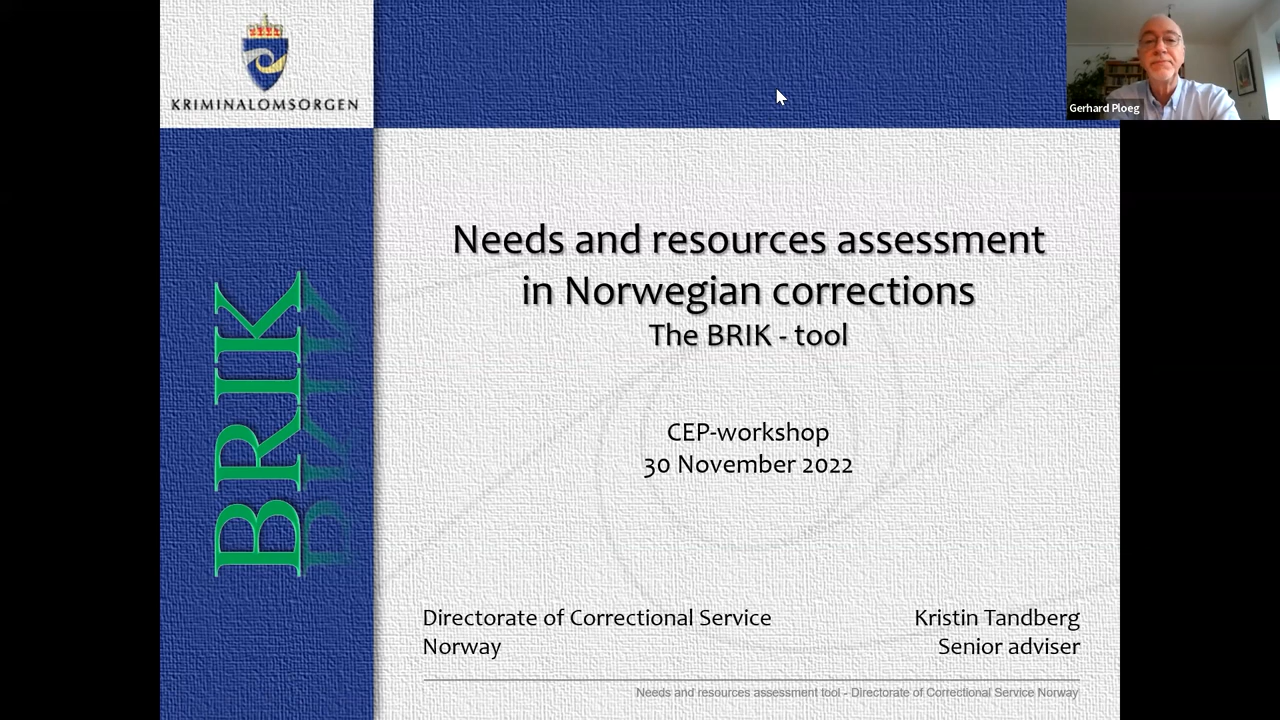 KRIMINALOMSORGEN
Gerhard Ploeg
BRIK
Needs and resources assessment
in Norwegian corrections
The BRIK - tool
CEP-workshop
30 November 2022
Directorate of Correctional Service
Norway
Kristin Tandberg
Senior adviser
Needs and resources assessment tool - Directorate of Correctional Service Norway